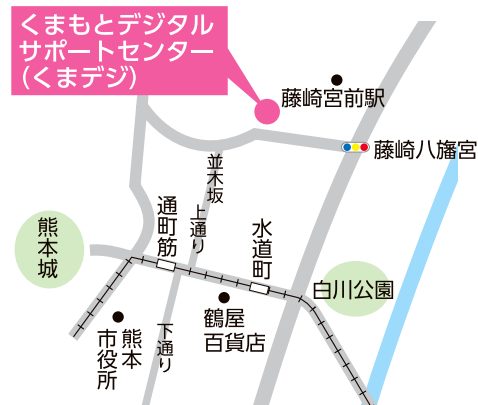 くまもとデジタル
サポートセンター
（くまデジ）
藤崎宮前駅
藤崎八旛宮
並木坂
上通り
通町筋
水道町
熊本城
白川公園
鶴屋
百貨店
熊本
市役所
下通り